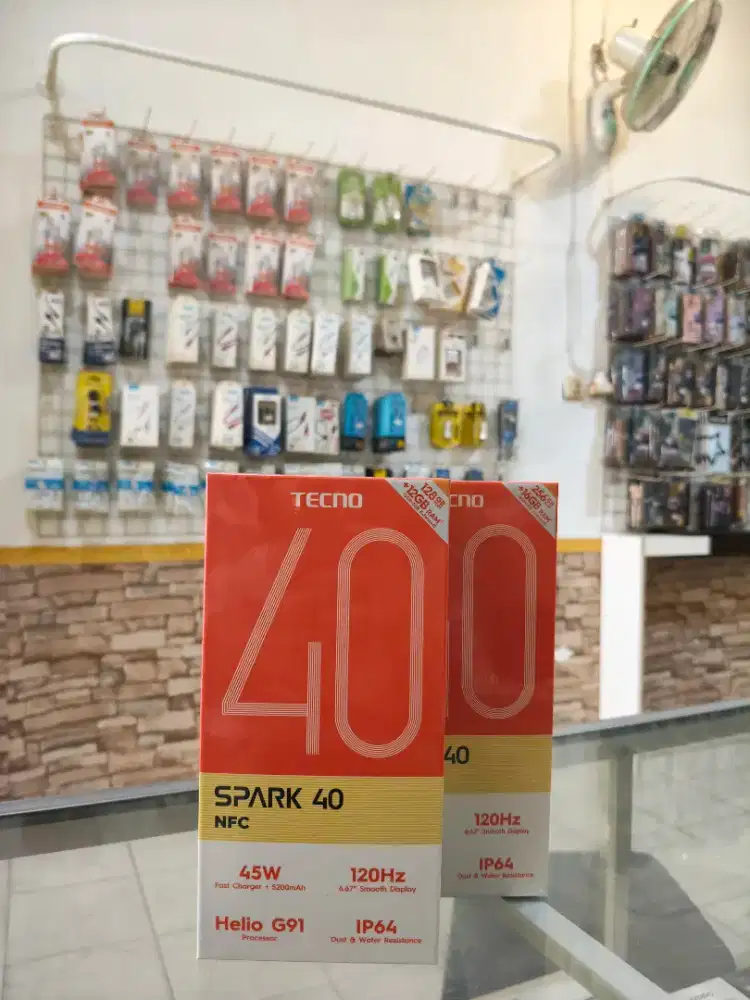 TECNO
128GB
+12GB RAM
40
SPARK 40
NFC
45W
Fast Charger + 5200mAh
120Hz
6.67" Smooth Display
Helio G91
Processor
IP64
Dust & Water Resistance
CNO
256GB
+16GB RAM
0
40
120Hz
6.67" Smooth Display
IP64
Dust & Water Resistance